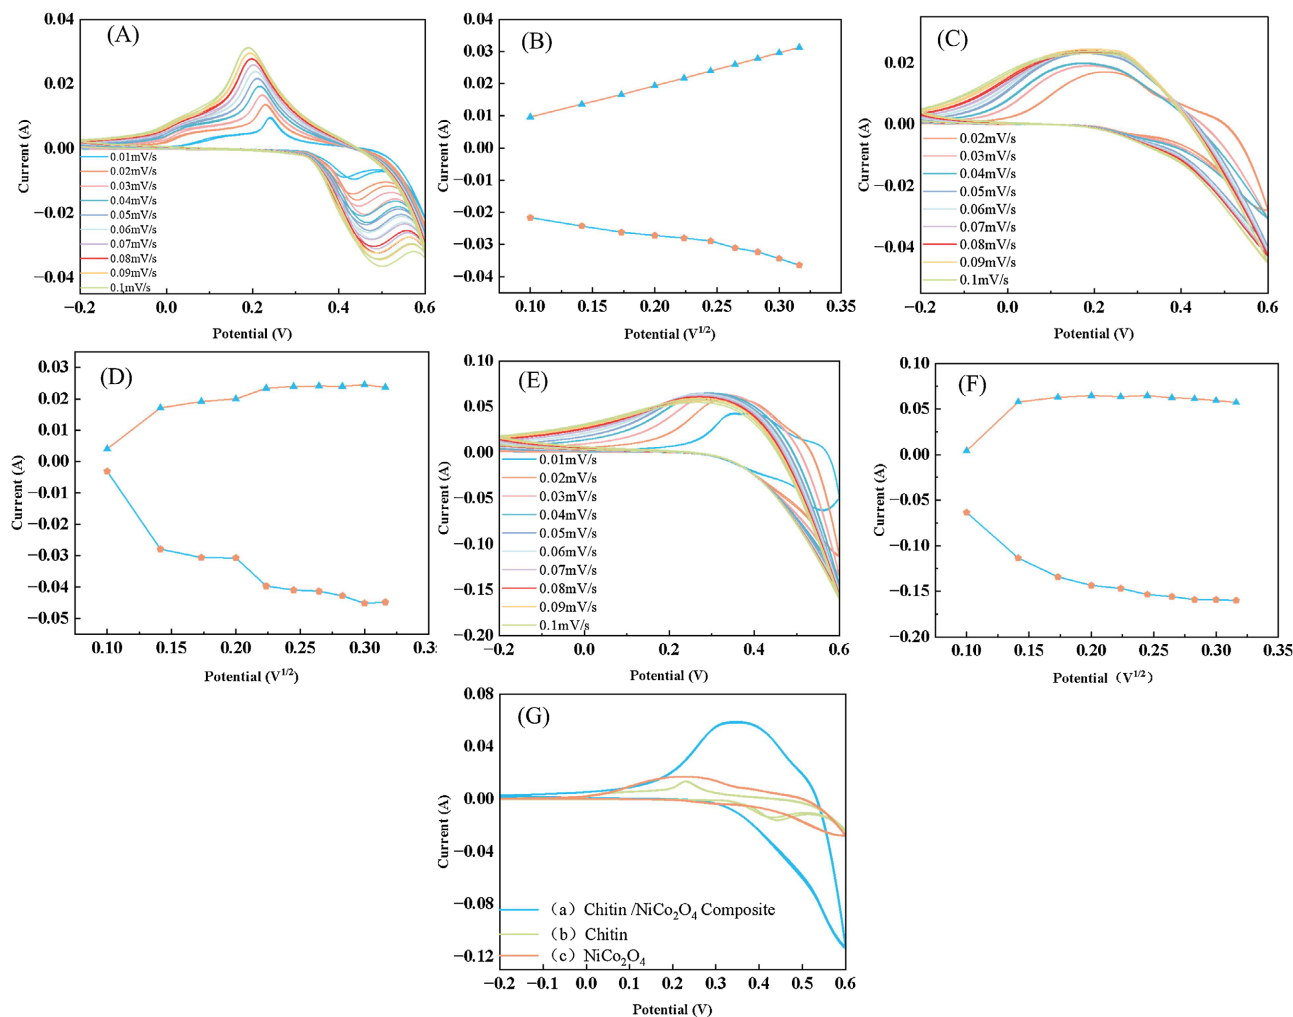 (A)
0.04
0.02
0.00
−0.02
−0.04
Current (A)
0.01mV/s
0.02mV/s
0.03mV/s
0.04mV/s
0.05mV/s
0.06mV/s
0.07mV/s
0.08mV/s
0.09mV/s
0.1mV/s
−0.2 0.0 0.2 0.4 0.6
Potential (V)
(B)
0.04
0.03
0.02
0.01
0.00
−0.01
−0.02
−0.03
−0.04
Current (A)
0.10 0.15 0.20 0.25 0.30 0.35
Potential (V1/2)
(C)
0.02
0.00
−0.02
−0.04
Current (A)
0.02mV/s
0.03mV/s
0.04mV/s
0.05mV/s
0.06mV/s
0.07mV/s
0.08mV/s
0.09mV/s
0.1mV/s
−0.2 0.0 0.2 0.4 0.6
Potential (V)
(D)
0.03
0.02
0.01
0.00
−0.01
−0.02
−0.03
−0.04
−0.05
Current (A)
0.10 0.15 0.20 0.25 0.30 0.3
Potential (V1/2)
(E)
0.10
0.05
0.00
−0.05
−0.10
−0.15
−0.20
Current (A)
0.01mV/s
0.02mV/s
0.03mV/s
0.04mV/s
0.05mV/s
0.06mV/s
0.07mV/s
0.08mV/s
0.09mV/s
0.1mV/s
−0.2 0.0 0.2 0.4 0.6
Potential (V)
(F)
0.10
0.05
0.00
−0.05
−0.10
−0.15
−0.20
Current (A)
0.10 0.15 0.20 0.25 0.30 0.35
Potential（V1/2）
(G)
0.08
0.04
0.00
−0.04
−0.08
−0.12
Current (A)
（a）Chitin /NiCo2O4 Composite
（b）Chitin
（c）NiCo2O4
−0.2 −0.1 0.0 0.1 0.2 0.3 0.4 0.5 0.6
Potential (V)